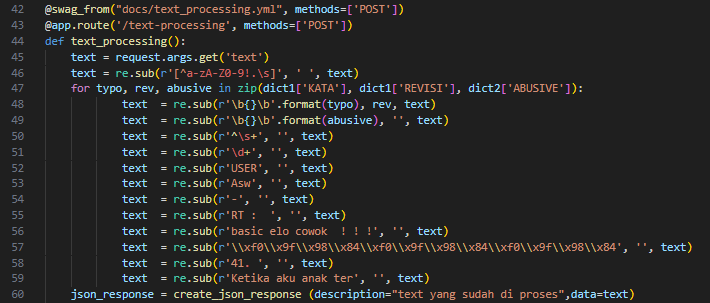 42 @swag_from("docs/text_processing.yml", methods=['POST'])
43 @app.route('/text-processing', methods=['POST'])
44 def text_processing():
45     text = request.args.get('text')
46     text = re.sub(r'[^a-zA-Z0-9!.\s]', ' ', text)
47     for typo, rev, abusive in zip(dict1['KATA'], dict1['REVISI'], dict2['ABUSIVE']):
48             text  = re.sub(r'\b{}\b'.format(typo), rev, text)
49             text  = re.sub(r'\b{}\b'.format(abusive), '', text)
50             text  = re.sub(r'^\s+', '', text)
51             text  = re.sub(r'\d+', '', text)
52             text  = re.sub(r'USER', '', text)
53             text  = re.sub(r'Asw', '', text)
54             text  = re.sub(r'-', '', text)
55             text  = re.sub(r'RT :  ', '', text)
56             text  = re.sub(r'basic elo cowok  ! ! !', '', text)
57             text  = re.sub(r'\\xf0\\x9f\\x98\\x84\\xf0\\x9f\\x98\\x84\\xf0\\x9f\\x98\\x84', '', text)
58             text  = re.sub(r'41. ', '', text)
59             text  = re.sub(r'Ketika aku anak ter', '', text)
60     json_response = create_json_response (description="text yang sudah di proses",data=text)